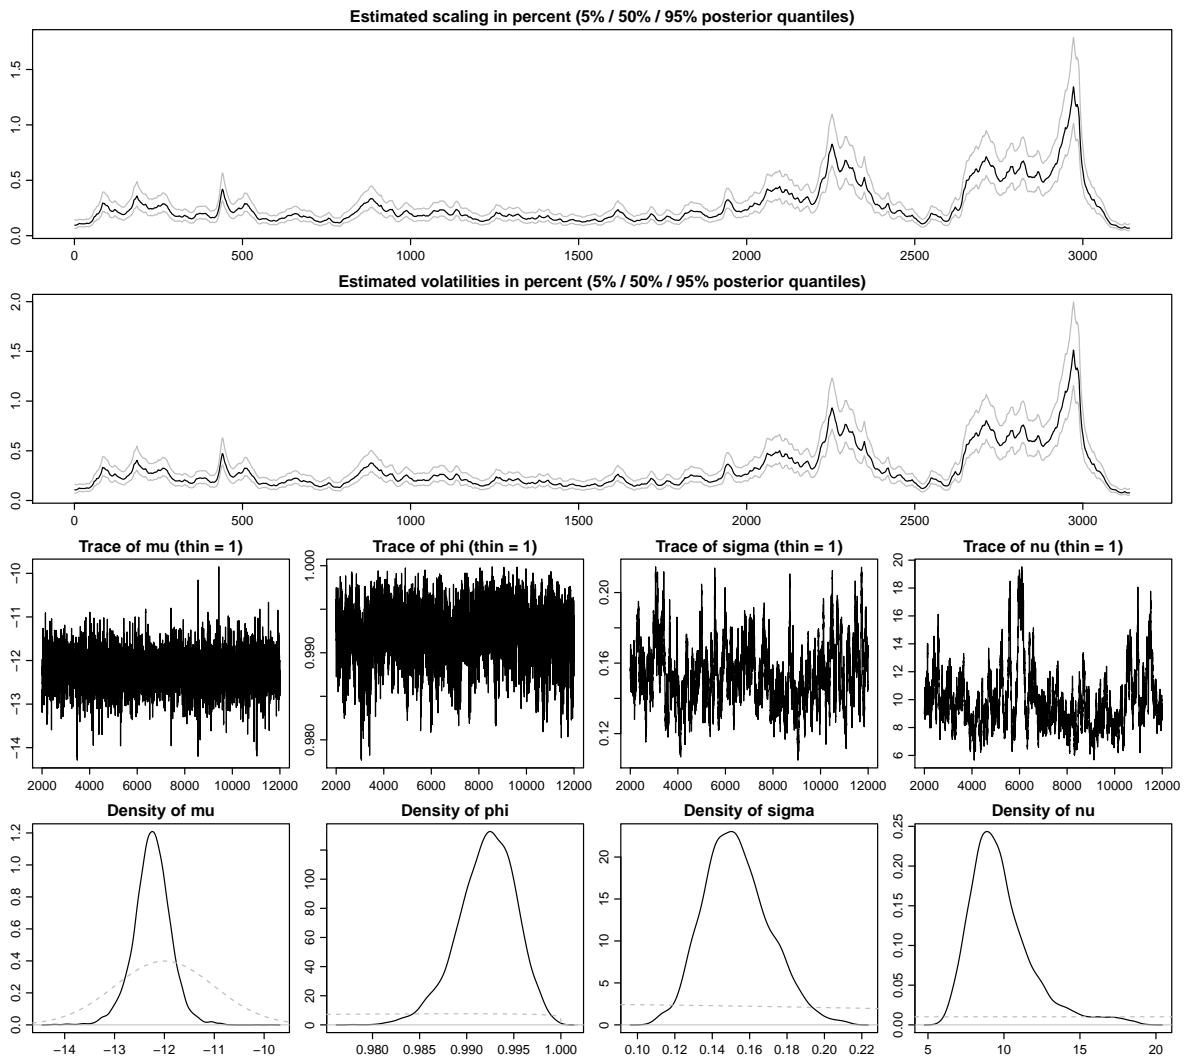 Estimated scaling in percent (5% / 50% / 95% posterior quantiles)
0.0 0.5 1.0 1.5
0 500 1000 1500 2000 2500 3000
Estimated volatilities in percent (5% / 50% / 95% posterior quantiles)
0.0 0.5 1.0 1.5 2.0
0 500 1000 1500 2000 2500 3000
Trace of mu (thin = 1)
−14 −13 −12 −11 −10
2000 4000 6000 8000 10000 12000
Trace of phi (thin = 1)
0.980 0.990 1.000
2000 4000 6000 8000 10000 12000
Trace of sigma (thin = 1)
0.12 0.16 0.20
2000 4000 6000 8000 10000 12000
Trace of nu (thin = 1)
6 8 10 12 14 16 18 20
2000 4000 6000 8000 10000 12000
Density of mu
0.0 0.2 0.4 0.6 0.8 1.0 1.2
−14 −13 −12 −11 −10
Density of phi
0 20 40 60 80 100
0.980 0.985 0.990 0.995 1.000
Density of sigma
0 5 10 15 20
0.10 0.12 0.14 0.16 0.18 0.20 0.22
Density of nu
0.00 0.05 0.10 0.15 0.20 0.25
5 10 15 20